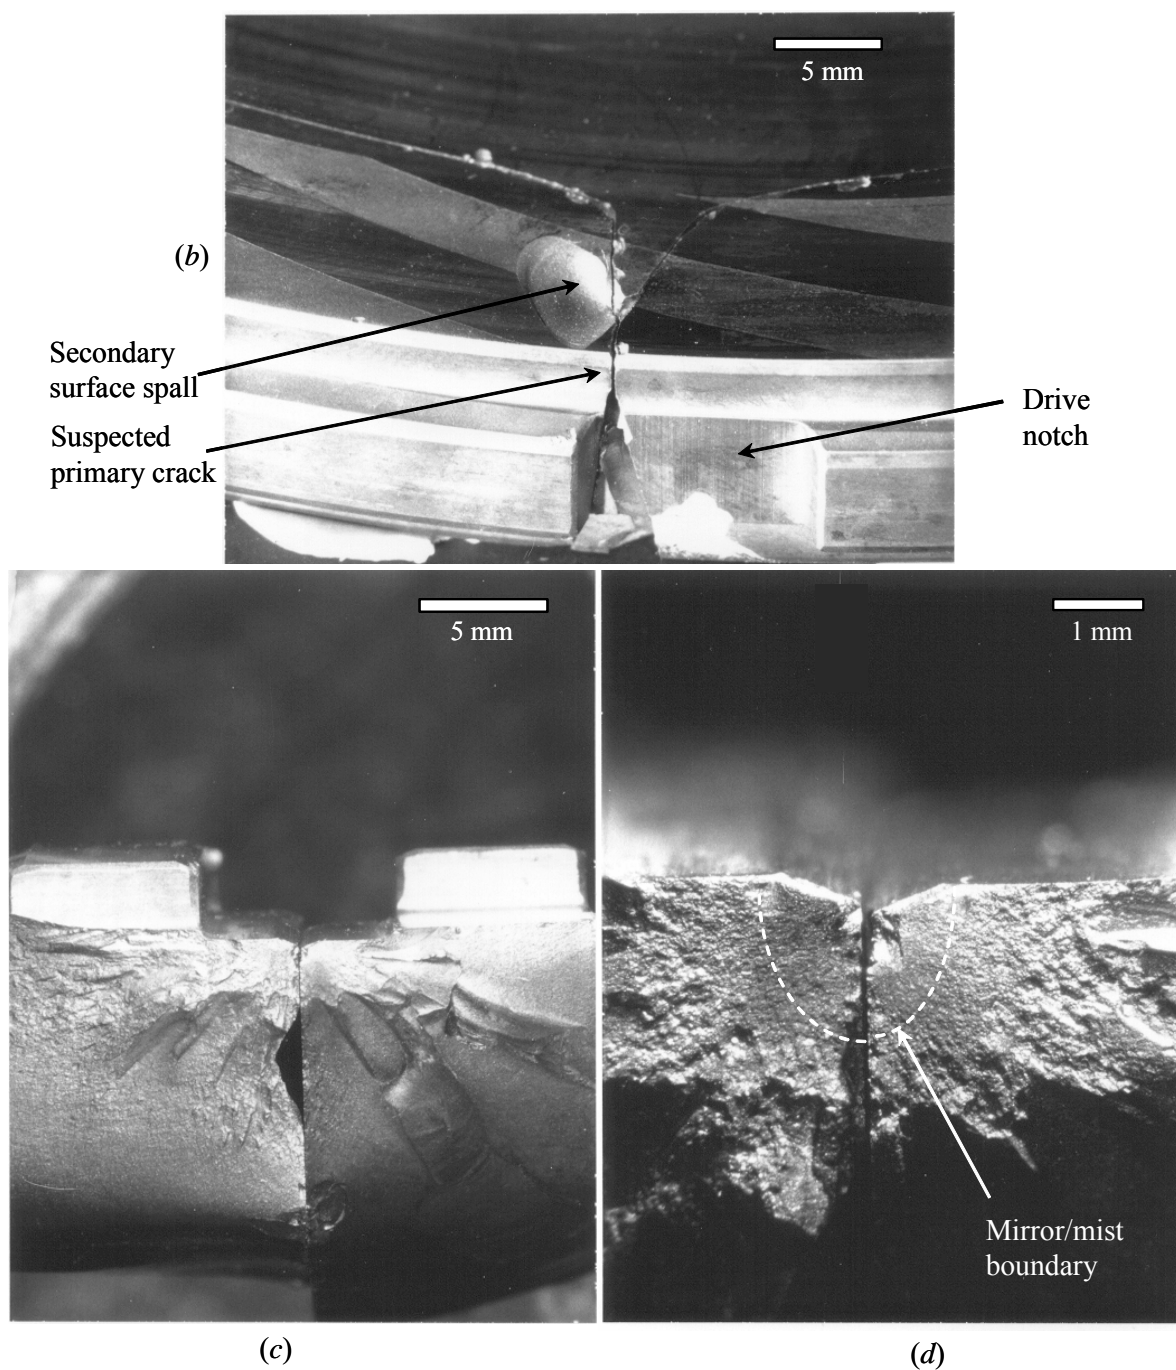 5 mm
(b)
Secondary
surface spall
Suspected
primary crack
Drive
notch
5 mm
1 mm
Mirror/mist
boundary
(c)
(d)